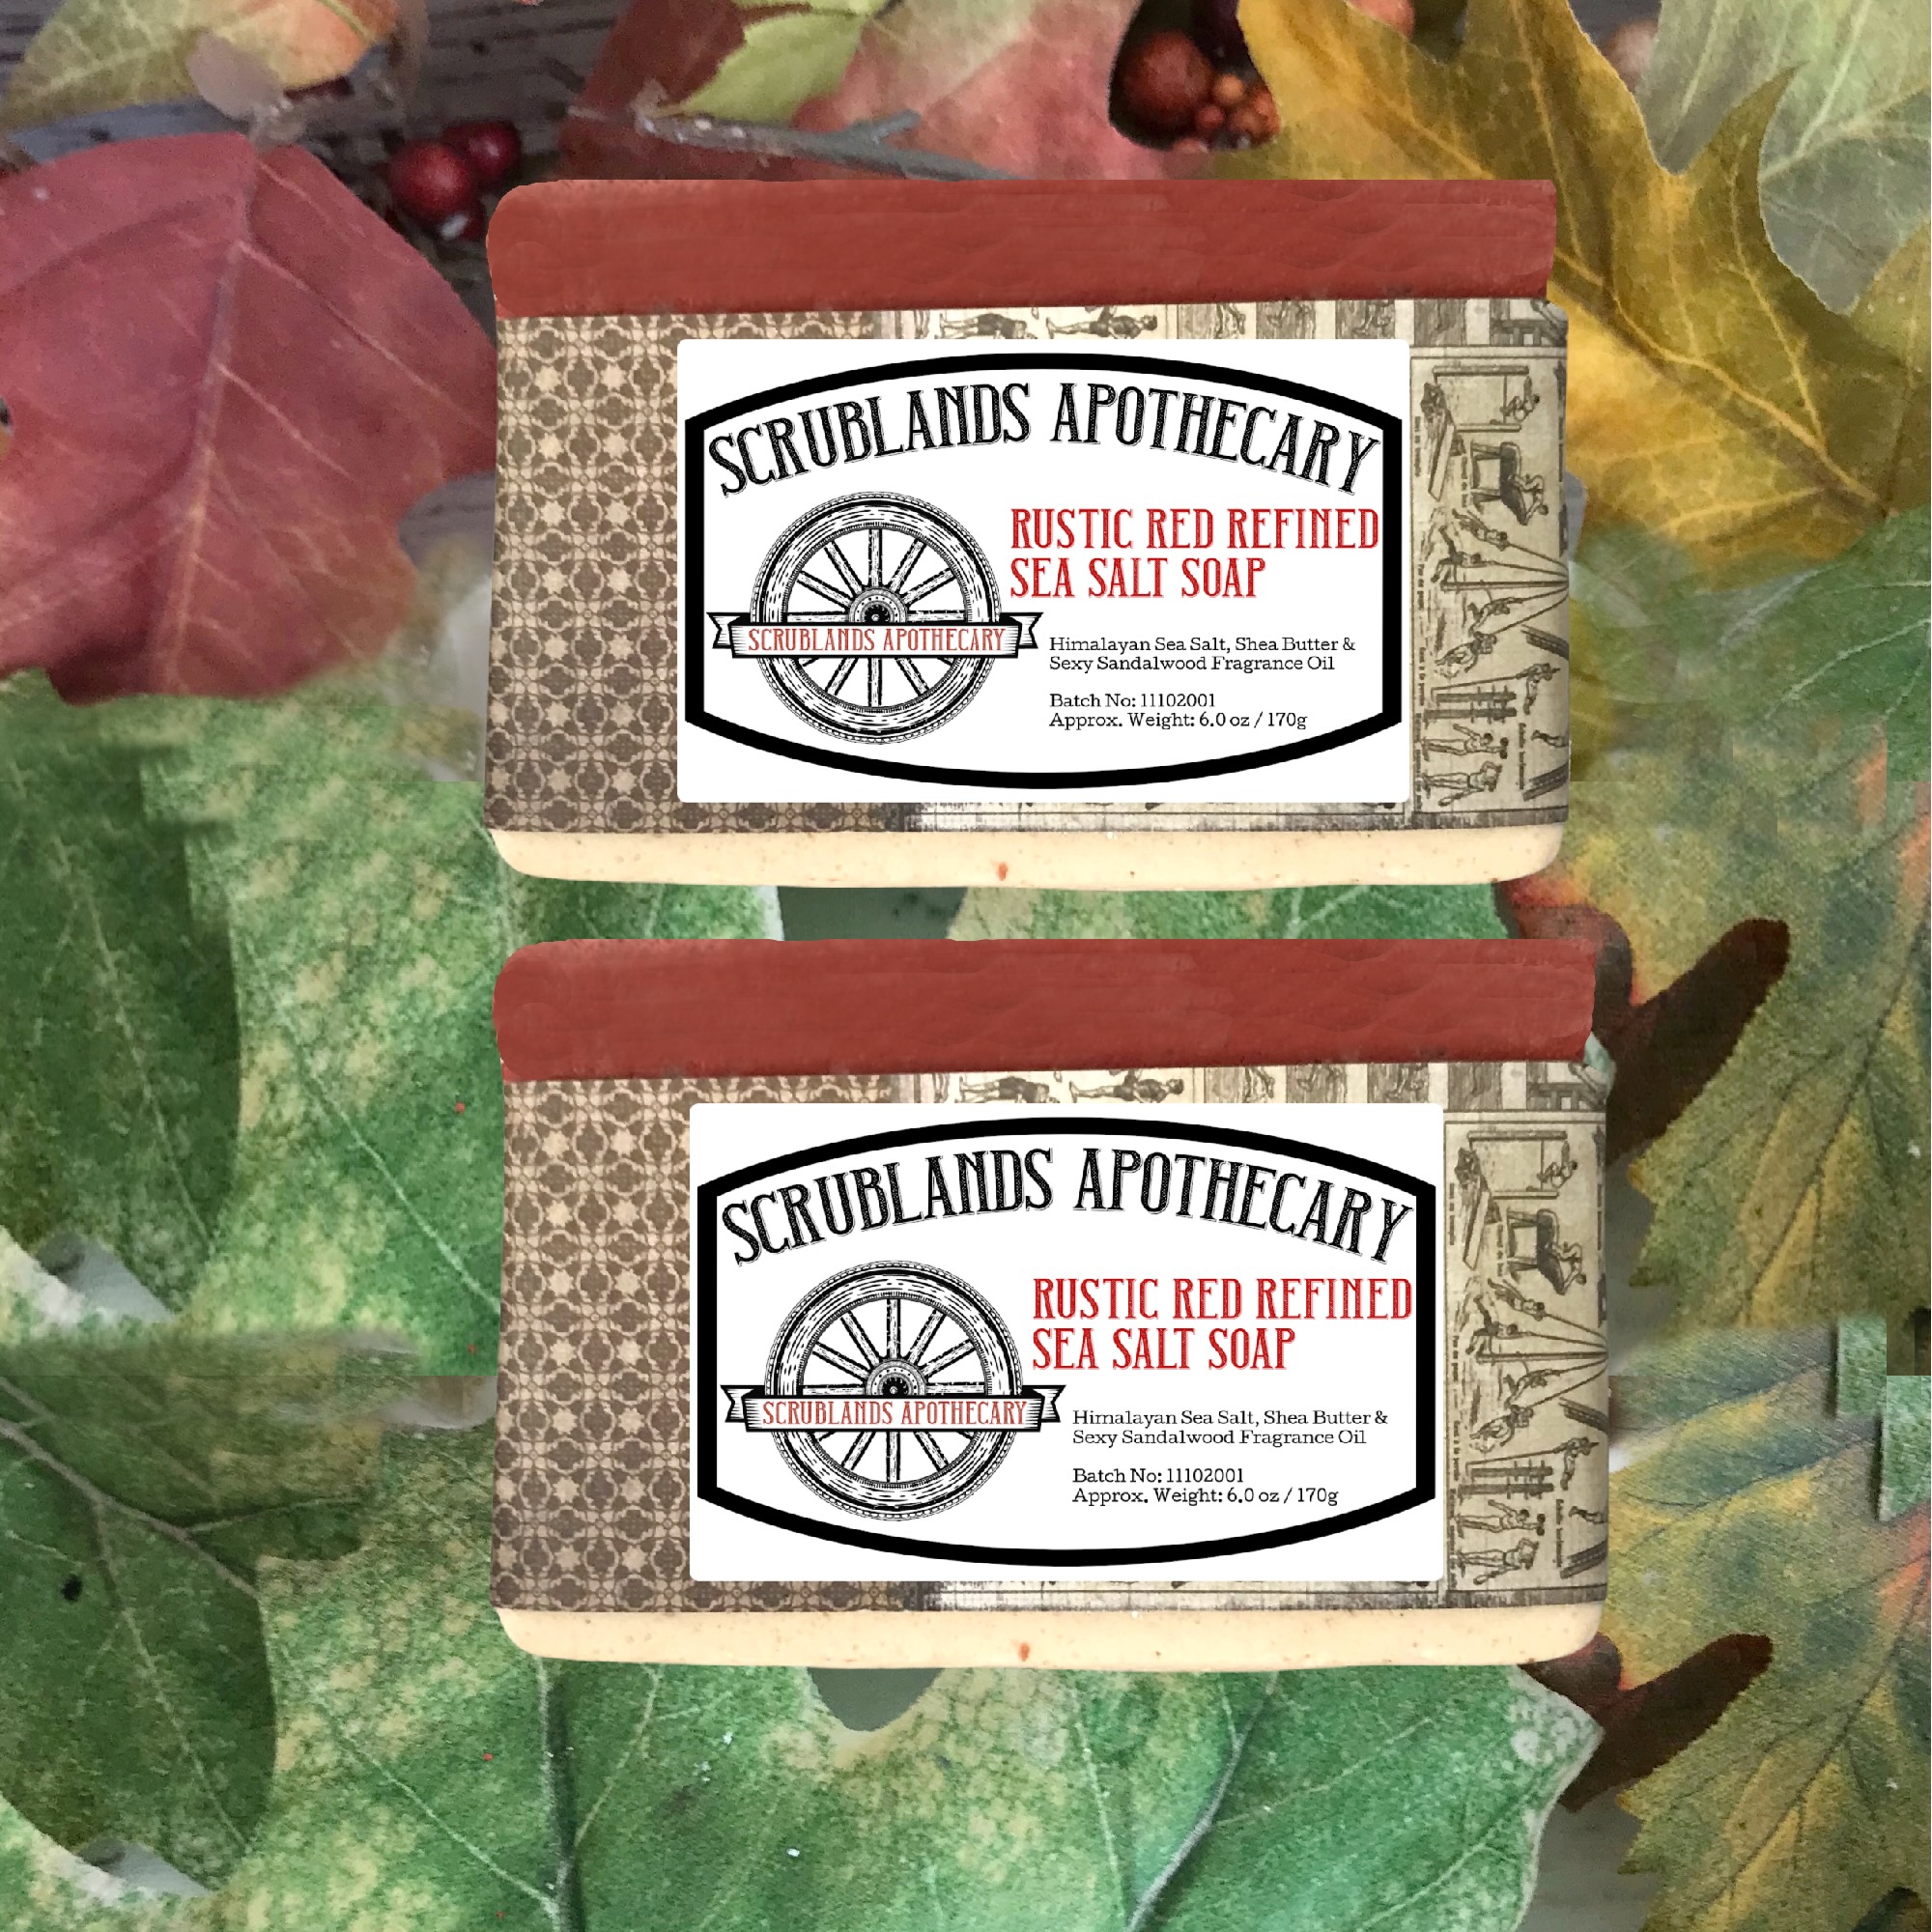 SCRUBLANDS APOTHECARY
RUSTIC RED REFINED
SEA SALT SOAP
SCRUBLANDS APOTHECARY
Himalayan Sea Salt, Shea Butter &
Sexy Sandalwood Fragrance Oil
Batch No: 11102001
Approx. Weight: 6.0 oz / 170g
SCRUBLANDS APOTHECARY
RUSTIC RED REFINED
SEA SALT SOAP
SCRUBLANDS APOTHECARY
Himalayan Sea Salt, Shea Butter &
Sexy Sandalwood Fragrance Oil
Batch No: 11102001
Approx. Weight: 6.0 oz / 170g